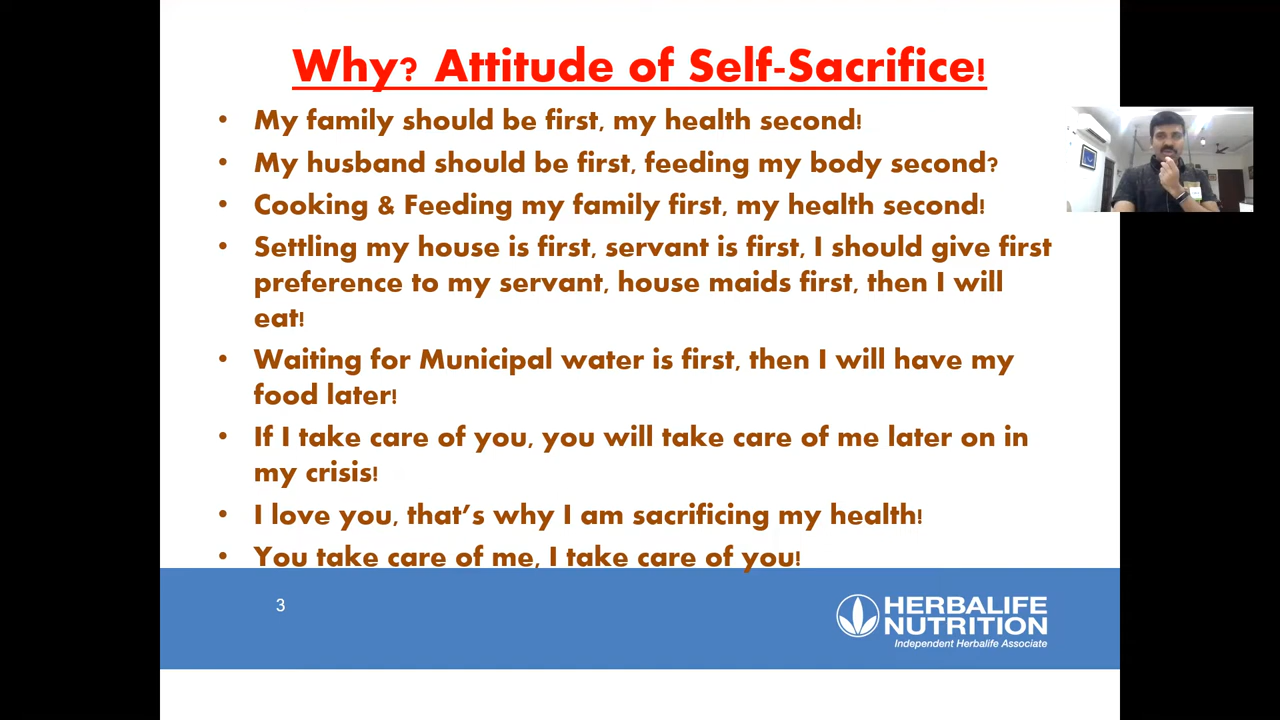 Why? Attitude of Self-Sacrifice!
• My family should be first, my health second!
• My husband should be first, feeding my body second?
• Cooking & Feeding my family first, my health second!
• Settling my house is first, servant is first, I should give first
preference to my servant, house maids first, then I will
eat!
• Waiting for Municipal water is first, then I will have my
food later!
• If I take care of you, you will take care of me later on in
my crisis!
• I love you, that's why I am sacrificing my health!
• You take care of me, I take care of you!
3
HERBALIFE
NUTRITION
Independent Herbalife Associate